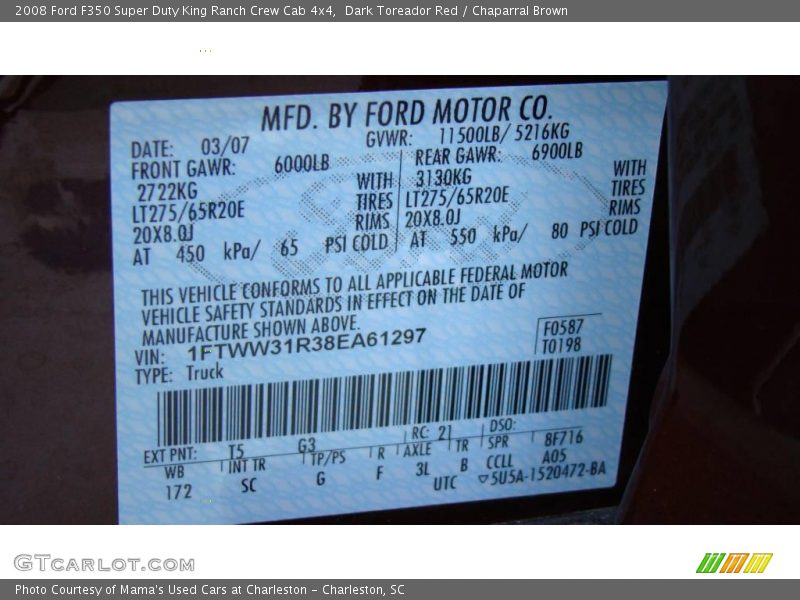 2008 Ford F350 Super Duty King Ranch Crew Cab 4x4,  Dark Toreador Red / Chaparral Brown
MFD. BY FORD MOTOR CO.
DATE: 03/07 GVWR: 11500LB/ 5216KG
FRONT GAWR: 6000LB REAR GAWR: 6900LB
2722KG WITH 3130KG WITH
LT275/65R20E TIRES LT275/65R20E TIRES
20X8.0J RIMS 20X8.0J RIMS
AT 450 kPa/ 65 PSI COLD AT 550 kPa/ 80 PSI COLD
THIS VEHICLE CONFORMS TO ALL APPLICABLE FEDERAL MOTOR
VEHICLE SAFETY STANDARDS IN EFFECT ON THE DATE OF
MANUFACTURE SHOWN ABOVE.
VIN: 1FTWW31R38EA61297 F0587
TYPE: Truck T0198
EXT PNT: T5 G3 RC: 21 DSO:
WB INT TR TP/PS R AXLE TR SPR 8F716
172 SC G F 3L B CCLL A05
UTC 5U5A-1520472-BA
GTCARLOT.COM
Photo Courtesy of Mama's Used Cars at Charleston - Charleston, SC